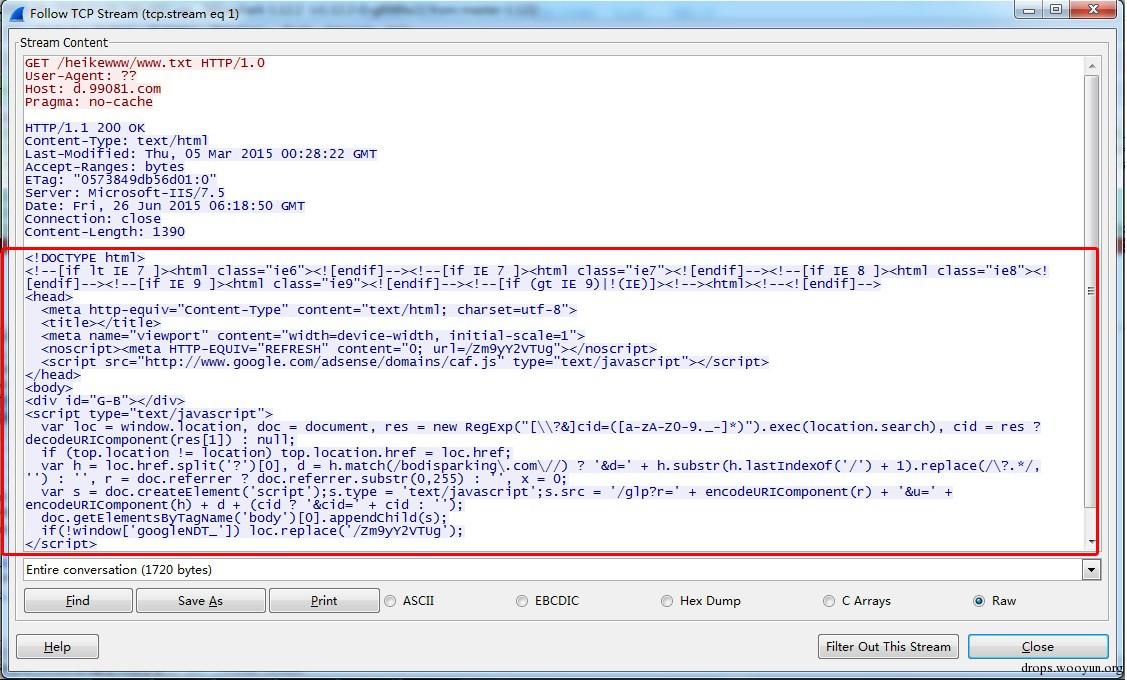 Follow TCP Stream (tcp.stream eq 1)
Stream Content
GET /heikewww/www.txt HTTP/1.0
User-Agent: ??
Host: d.99081.com
Pragma: no-cache
HTTP/1.1 200 OK
Content-Type: text/html
Last-Modified: Thu, 05 Mar 2015 00:28:22 GMT
Accept-Ranges: bytes
ETag: "0573849db56d01:0"
Server: Microsoft-IIS/7.5
Date: Fri, 26 Jun 2015 06:18:50 GMT
Connection: close
Content-Length: 1390
<!DOCTYPE html>
<!--[if lt IE 7 ]><html class="ie6"><![endif]--><!--[if IE 7 ]><html class="ie7"><![endif]--><!--[if IE 8 ]><html class="ie8"><!
[endif]--><!--[if IE 9 ]><html class="ie9"><![endif]--><!--[if (gt IE 9)|!(IE)]><!--><html><!--<![endif]-->
<head>
  <meta http-equiv="Content-Type" content="text/html; charset=utf-8">
  <title></title>
  <meta name="viewport" content="width=device-width, initial-scale=1">
  <noscript><meta HTTP-EQUIV="REFRESH" content="0; url=/Zm9yY2VTUg"></noscript>
  <script src="http://www.google.com/adsense/domains/caf.js" type="text/javascript"></script>
</head>
<body>
<div id="G-B"></div>
<script type="text/javascript">
  var loc = window.location, doc = document, res = new RegExp("[\\?&]cid=([a-zA-Z0-9._-]*)").exec(location.search), cid = res ?
decodeURIComponent(res[1]) : null;
  if (top.location != location) top.location.href = loc.href;
  var h = loc.href.split('?')[0], d = h.match(/bodisparking\.com\//) ? '&d=' + h.substr(h.lastIndexOf('/') + 1).replace(/\?.*/,
'') : '', r = doc.referrer ? doc.referrer.substr(0,255) : '', x = 0;
  var s = doc.createElement('script');s.type = 'text/javascript';s.src = '/glp?r=' + encodeURIComponent(r) + '&u=' +
encodeURIComponent(h) + d + (cid ? '&cid=' + cid : '');
  doc.getElementsByTagName('body')[0].appendChild(s);
  if(!window['googleNDT_']) loc.replace('/Zm9yY2VTUg');
</script>
Entire conversation (1720 bytes)
Find Save As Print ASCII EBCDIC Hex Dump C Arrays Raw
Help Filter Out This Stream Close
drops.wooyun.org